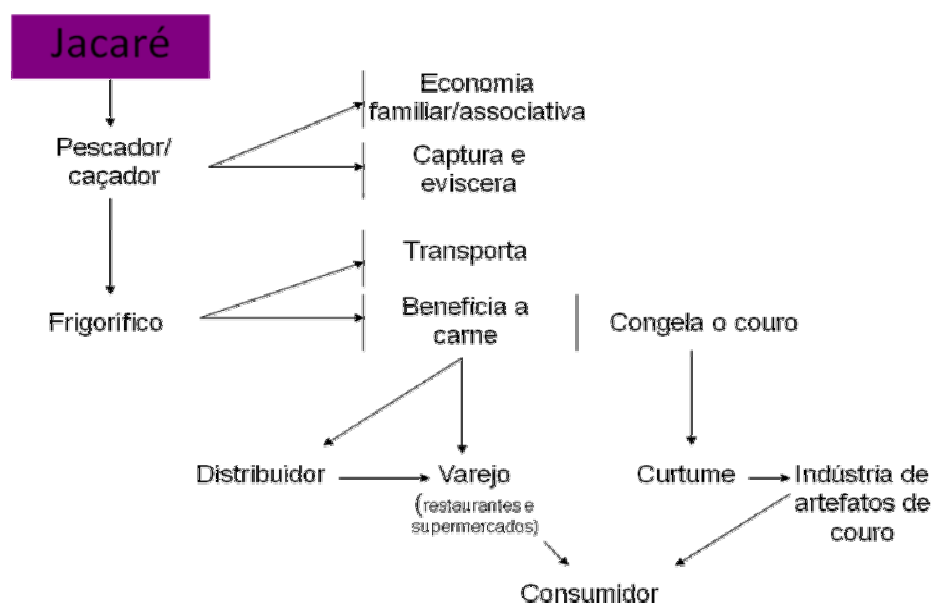 Jacaré
Economia
familiar/associativa
Pescador/
caçador
Captura e
eviscera
Transporta
Frigorífico
Beneficia a
carne
Congela o couro
Distribuidor
Varejo
(restaurantes e
supermercados)
Curtume
Indústria de
artefatos de
couro
Consumidor